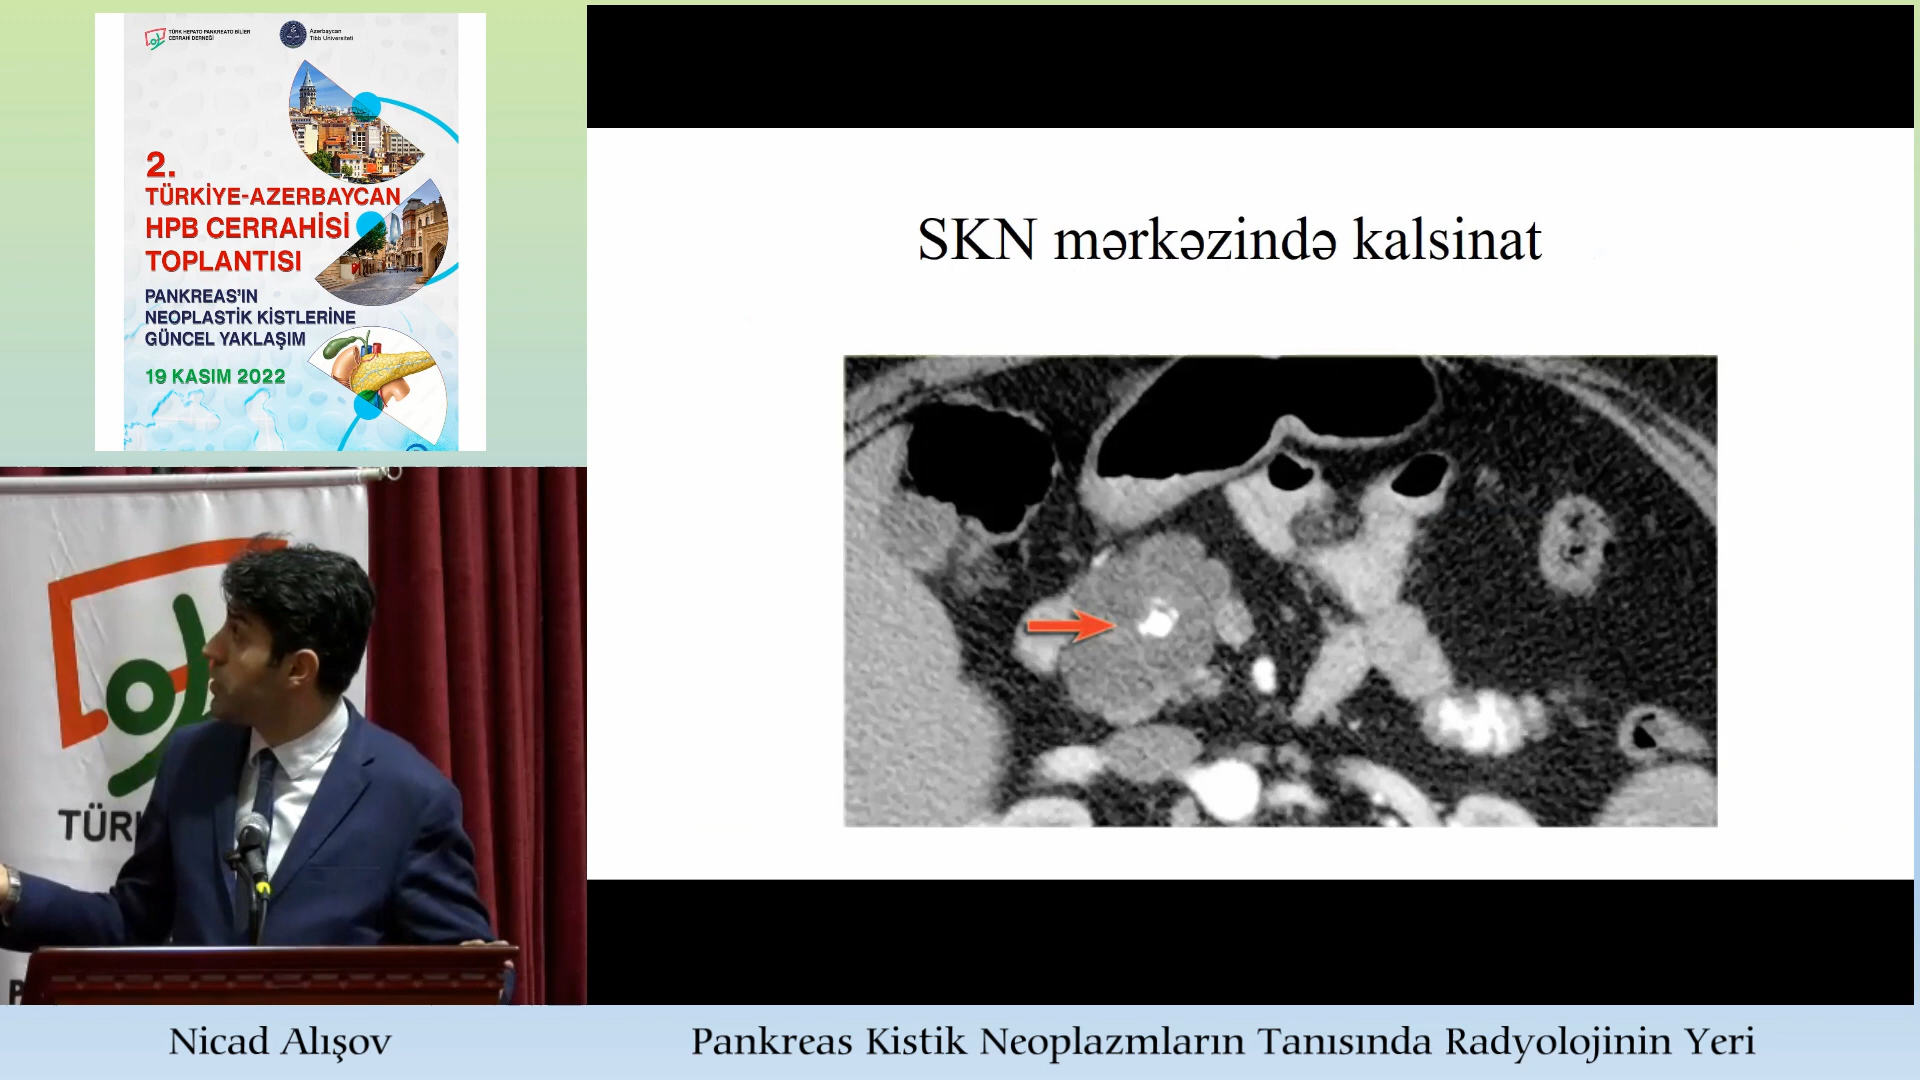 TÜRK HEPATO PANKREATO BİLİER
CERRAHİ DERNEĞİ
Azərbaycan
Tibb Universiteti
2.
TÜRKİYE-AZERBAYCAN
HPB CERRAHİSİ
TOPLANTISI
PANKREAS'IN
NEOPLASTİK KİSTLERİNE
GÜNCEL YAKLAŞIM
19 KASIM 2022
SKN mərkəzində kalsinat
TÜR
P
Nicad Alışov
Pankreas Kistik Neoplazmların Tanısında Radyolojinin Yeri